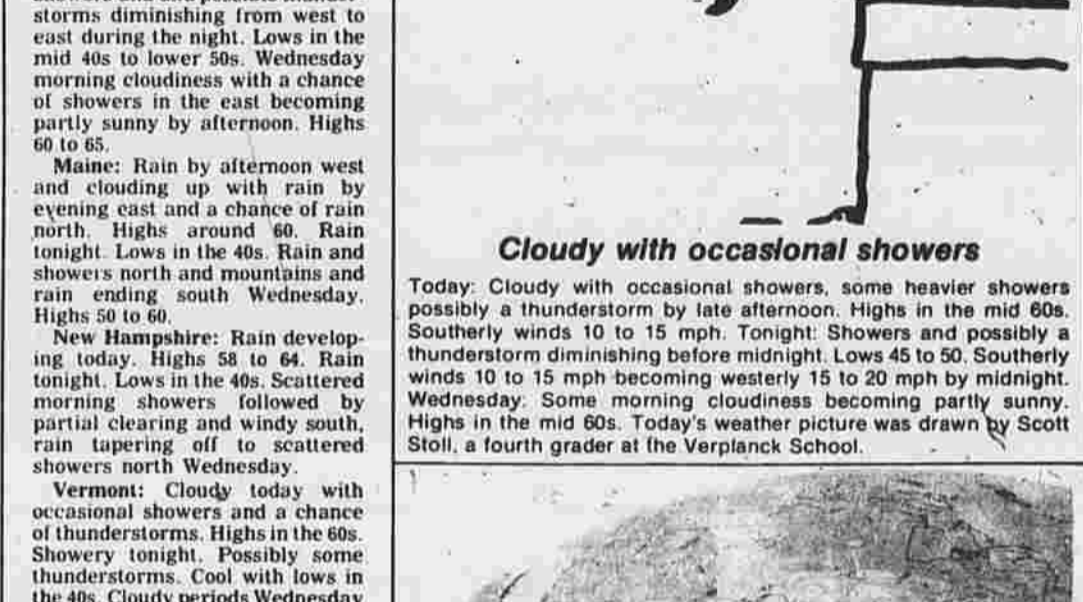 storms diminishing from west to
east during the night. Lows in the
mid 40s to lower 50s. Wednesday
morning cloudiness with a chance
of showers in the east becoming
partly sunny by afternoon. Highs
60 to 65.
Maine: Rain by afternoon west
and clouding up with rain by
evening east and a chance of rain
north. Highs around 60. Rain
tonight. Lows in the 40s. Rain and
showers north and mountains and
rain ending south Wednesday.
Highs 50 to 60.
New Hampshire: Rain develop-
ing today. Highs 58 to 64. Rain
tonight. Lows in the 40s. Scattered
morning showers followed by
partial clearing and windy south,
rain tapering off to scattered
showers north Wednesday.
Vermont: Cloudy today with
occasional showers and a chance
of thunderstorms. Highs in the 60s.
Showery tonight. Possibly some
thunderstorms. Cool with lows in
the 40s. Cloudy periods Wednesday
Cloudy with occasional showers
Today: Cloudy with occasional showers, some heavier showers
possibly a thunderstorm by late afternoon. Highs in the mid 60s.
Southerly winds 10 to 15 mph. Tonight: Showers and possibly a
thunderstorm diminishing before midnight. Lows 45 to 50. Southerly
winds 10 to 15 mph becoming westerly 15 to 20 mph by midnight.
Wednesday: Some morning cloudiness becoming partly sunny.
Highs in the mid 60s. Today's weather picture was drawn by Scott
Stoll, a fourth grader at the Verplanck School.